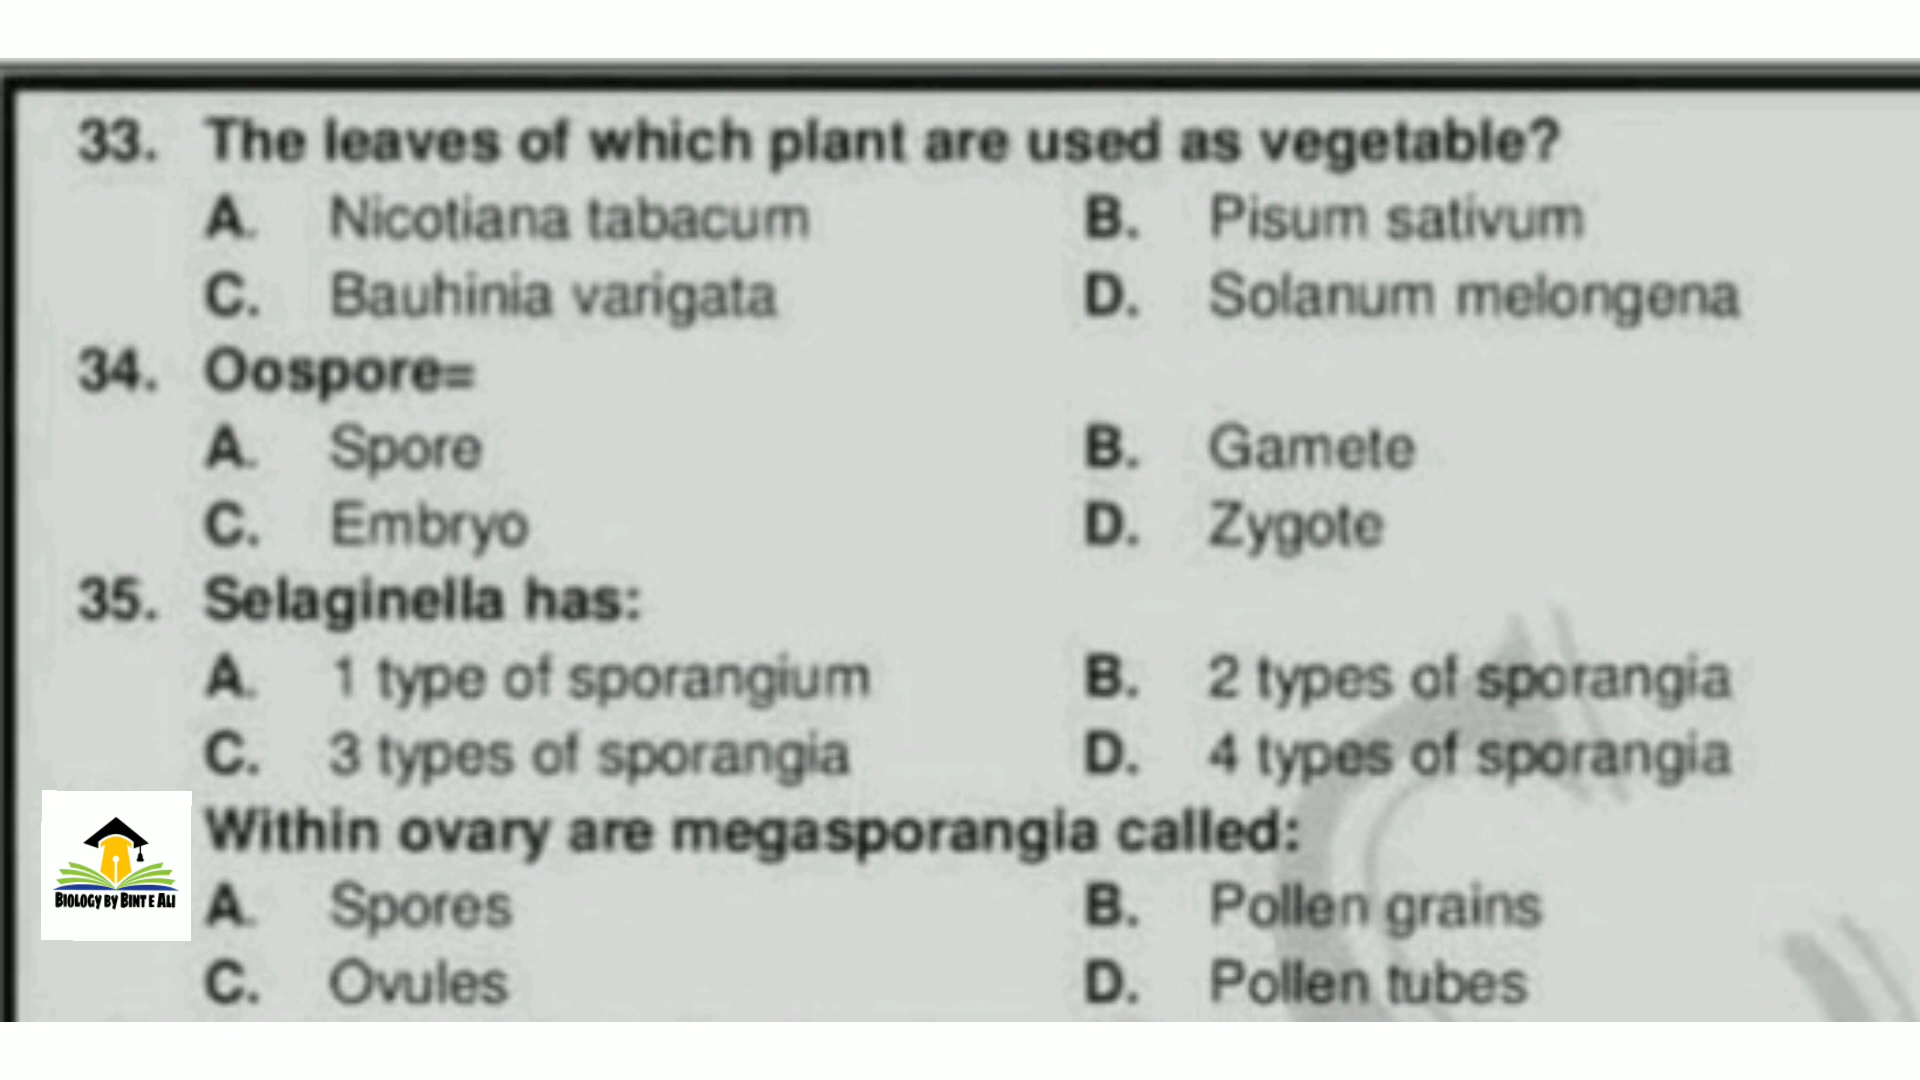 33. The leaves of which plant are used as vegetable?
A. Nicotiana tabacum B. Pisum sativum
C. Bauhinia varigata D. Solanum melongena
34. Oospore=
A. Spore B. Gamete
C. Embryo D. Zygote
35. Selaginella has:
A. 1 type of sporangium B. 2 types of sporangia
C. 3 types of sporangia D. 4 types of sporangia
Within ovary are megasporangia called:
A. Spores B. Pollen grains
C. Ovules D. Pollen tubes
BIOLOGY BY BINT E ALI